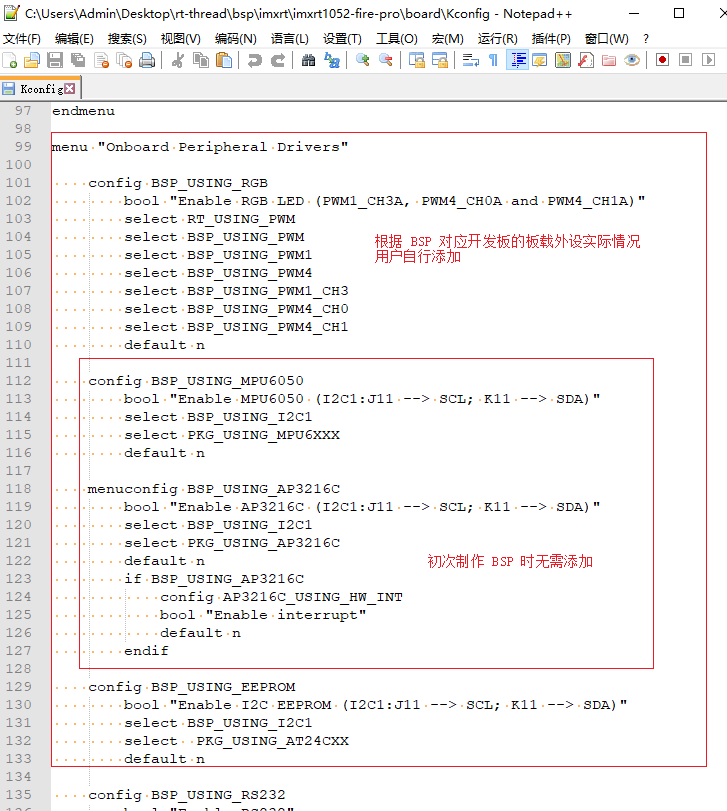 C:\Users\Admin\Desktop\rt-thread\bsp\imxrt\imxrt1052-fire-pro\board\Kconfig - Notepad++
文件(F) 编辑(E) 搜索(S) 视图(V) 编码(N) 语言(L) 设置(T) 工具(O) 宏(M) 运行(R) 插件(P) 窗口(W) ?
Kconfig
97 endmenu
98
99 menu "Onboard Peripheral Drivers"
100
101 config BSP_USING_RGB
102 bool "Enable RGB LED (PWM1_CH3A, PWM4_CH0A and PWM4_CH1A)"
103 select RT_USING_PWM
104 select BSP_USING_PWM
根据 BSP 对应开发板的板载外设实际情况
105 select BSP_USING_PWM1
用户自行添加
106 select BSP_USING_PWM4
107 select BSP_USING_PWM1_CH3
108 select BSP_USING_PWM4_CH0
109 select BSP_USING_PWM4_CH1
110 default n
111
112 config BSP_USING_MPU6050
113 bool "Enable MPU6050 (I2C1:J11 --> SCL; K11 --> SDA)"
114 select BSP_USING_I2C1
115 select PKG_USING_MPU6XXX
116 default n
117
118 menuconfig BSP_USING_AP3216C
119 bool "Enable AP3216C (I2C1:J11 --> SCL; K11 --> SDA)"
120 select BSP_USING_I2C1
121 select PKG_USING_AP3216C
122 default n
初次制作 BSP 时无需添加
123 if BSP_USING_AP3216C
124 config AP3216C_USING_HW_INT
125 bool "Enable interrupt"
126 default n
127 endif
128
129 config BSP_USING_EEPROM
130 bool "Enable I2C EEPROM (I2C1:J11 --> SCL; K11 --> SDA)"
131 select BSP_USING_I2C1
132 select  PKG_USING_AT24CXX
133 default n
134
135 config BSP_USING_RS232